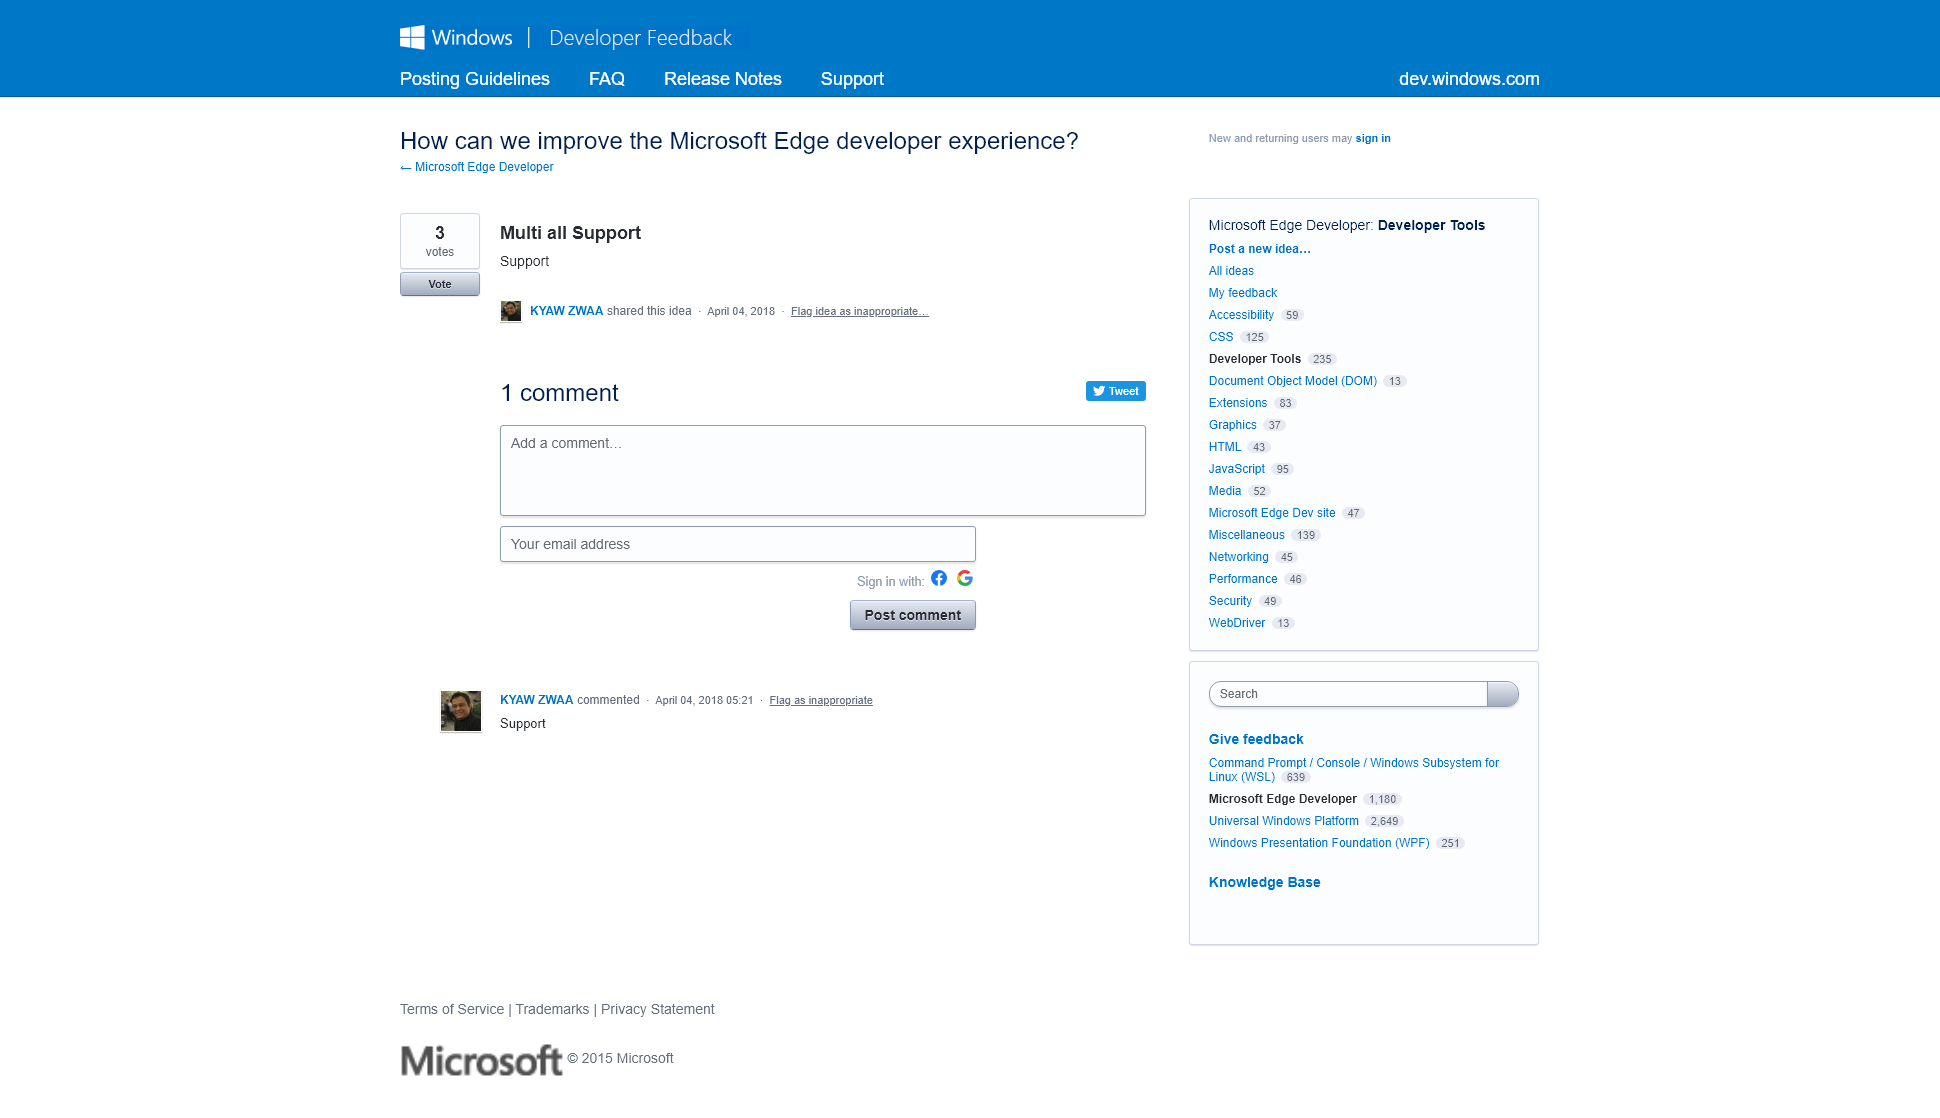 Windows | Developer Feedback
Posting Guidelines FAQ Release Notes Support dev.windows.com
How can we improve the Microsoft Edge developer experience?
← Microsoft Edge Developer
New and returning users may sign in
3
votes
Vote
Multi all Support
Support
KYAW ZWAA shared this idea · April 04, 2018 · Flag idea as inappropriate…
1 comment
Tweet
Add a comment…
Your email address
Sign in with:
Post comment
KYAW ZWAA commented · April 04, 2018 05:21 · Flag as inappropriate
Support
Microsoft Edge Developer: Developer Tools
Post a new idea…
All ideas
My feedback
Accessibility 59
CSS 125
Developer Tools 235
Document Object Model (DOM) 13
Extensions 83
Graphics 37
HTML 43
JavaScript 95
Media 52
Microsoft Edge Dev site 47
Miscellaneous 139
Networking 45
Performance 46
Security 49
WebDriver 13
Search
Give feedback
Command Prompt / Console / Windows Subsystem for
Linux (WSL) 639
Microsoft Edge Developer 1,180
Universal Windows Platform 2,649
Windows Presentation Foundation (WPF) 251
Knowledge Base
Terms of Service | Trademarks | Privacy Statement
Microsoft © 2015 Microsoft